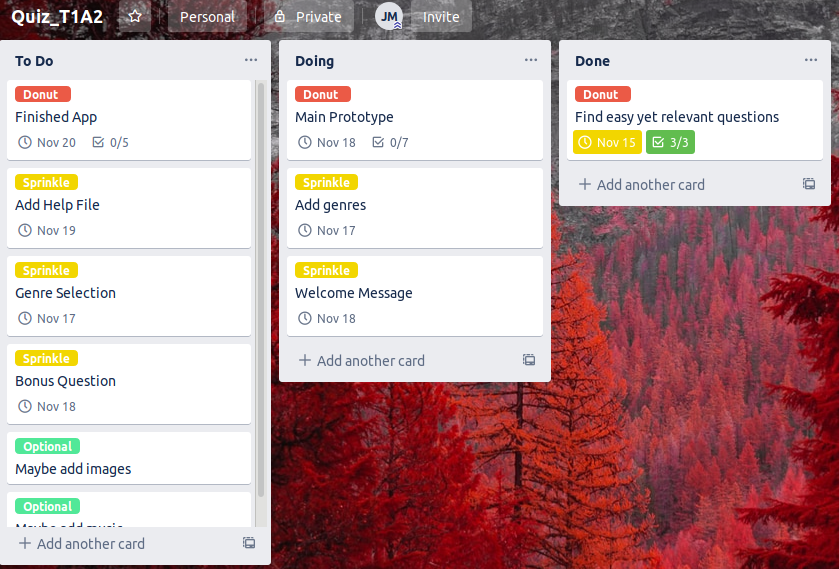 Quiz_T1A2 Personal Private JM Invite
To Do
Donut
Finished App
Nov 20 0/5
Sprinkle
Add Help File
Nov 19
Sprinkle
Genre Selection
Nov 17
Sprinkle
Bonus Question
Nov 18
Optional
Maybe add images
Optional
Maybe add music
+ Add another card
Doing
Donut
Main Prototype
Nov 18 0/7
Sprinkle
Add genres
Nov 17
Sprinkle
Welcome Message
Nov 18
+ Add another card
Done
Donut
Find easy yet relevant questions
Nov 15 3/3
+ Add another card